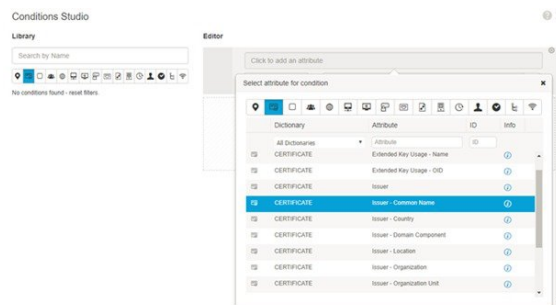 Conditions Studio
Library
Editor
Search by Name
Click to add an attribute
No conditions found - reset filters.
Select attribute for condition
Dictionary Attribute ID Info
All Dictionaries Attribute ID
CERTIFICATE Extended Key Usage - Name
CERTIFICATE Extended Key Usage - OID
CERTIFICATE Issuer
CERTIFICATE Issuer - Common Name
CERTIFICATE Issuer - Country
CERTIFICATE Issuer - Domain Component
CERTIFICATE Issuer - Location
CERTIFICATE Issuer - Organization
CERTIFICATE Issuer - Organization Unit